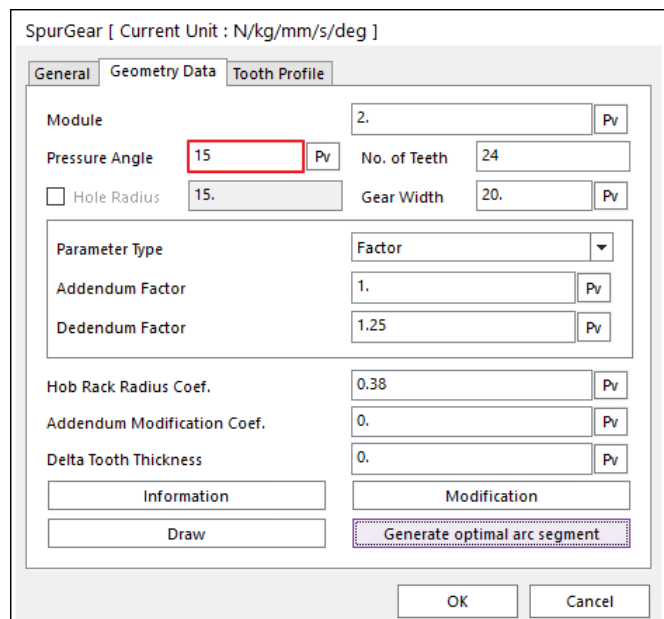 SpurGear [ Current Unit : N/kg/mm/s/deg ]
General Geometry Data Tooth Profile
Module 2. Pv
Pressure Angle 15 Pv No. of Teeth 24
Hole Radius 15. Gear Width 20. Pv
Parameter Type Factor
Addendum Factor 1. Pv
Dedendum Factor 1.25 Pv
Hob Rack Radius Coef. 0.38 Pv
Addendum Modification Coef. 0. Pv
Delta Tooth Thickness 0. Pv
Information Modification
Draw Generate optimal arc segment
OK Cancel